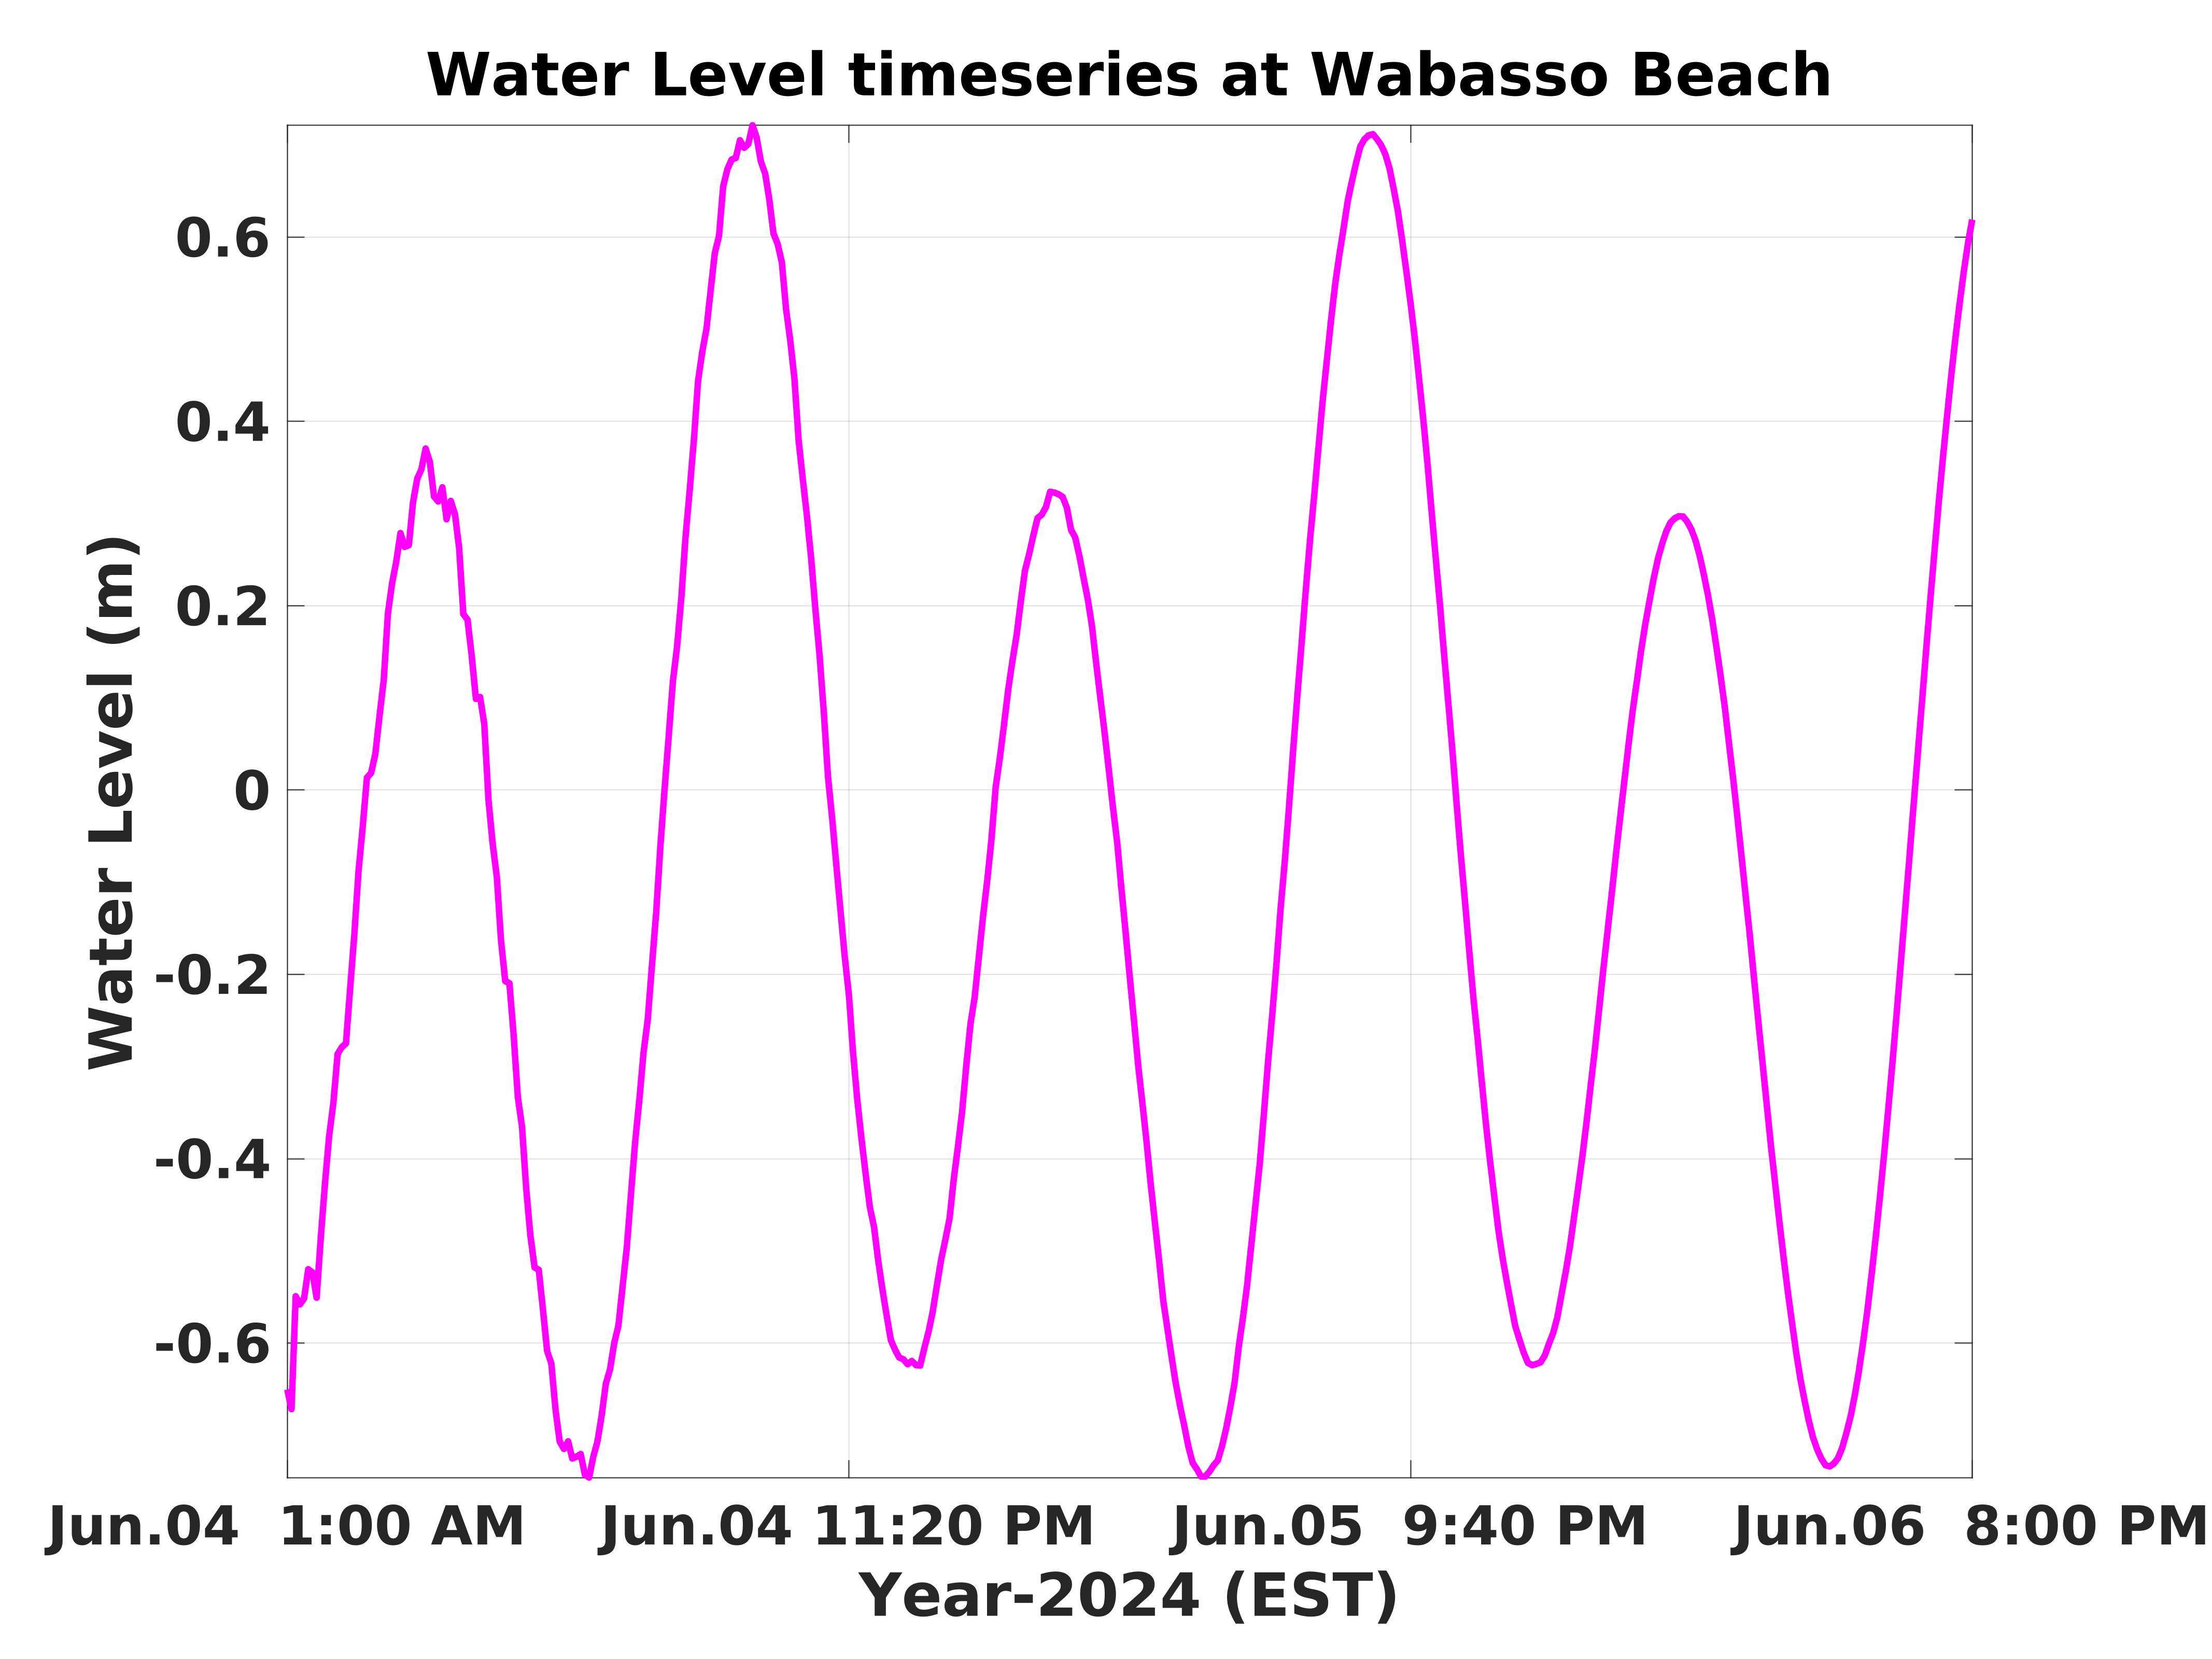 Water Level timeseries at Wabasso Beach
Water Level (m)
0.6
0.4
0.2
0
-0.2
-0.4
-0.6
Jun.04 1:00 AM Jun.04 11:20 PM Jun.05 9:40 PM Jun.06 8:00 PM
Year-2024 (EST)